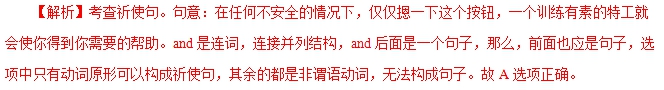 【解析】考查祈使句。句意：在任何不安全的情况下，仅仅摁一下这个按钮，一个训练有素的特工就
会使你得到你需要的帮助。and 是连词，连接并列结构，and 后面是一个句子，那么，前面也应是句子，选
项中只有动词原形可以构成祈使句，其余的都是非谓语动词，无法构成句子。故 A 选项正确。